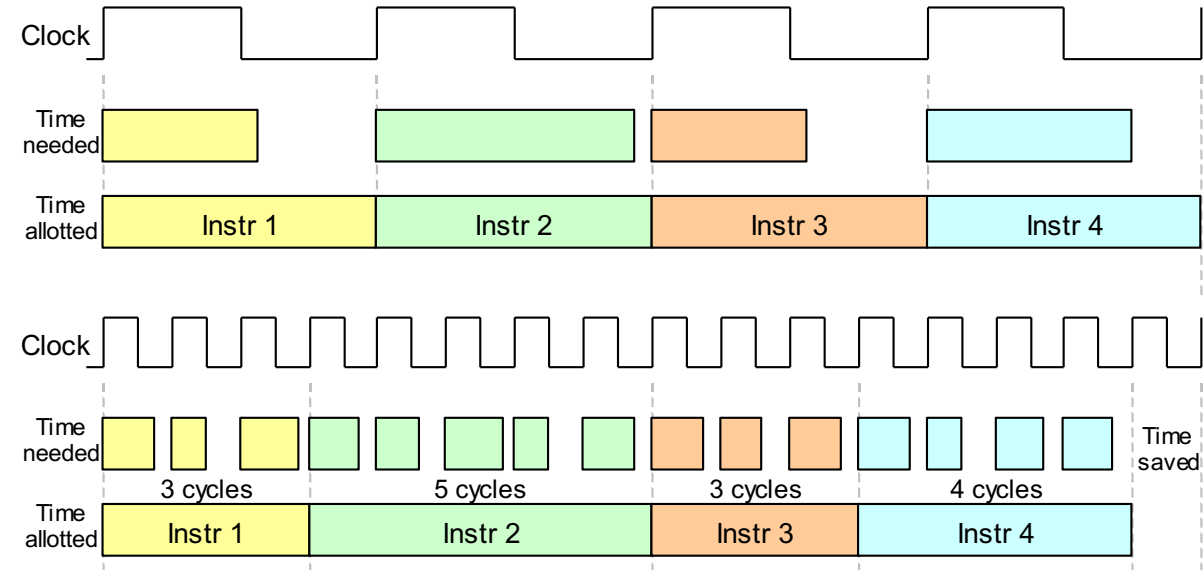 Clock
Time
needed
Time
allotted
Instr 1
Instr 2
Instr 3
Instr 4
Clock
Time
needed
Time
saved
3 cycles
5 cycles
3 cycles
4 cycles
Time
allotted
Instr 1
Instr 2
Instr 3
Instr 4